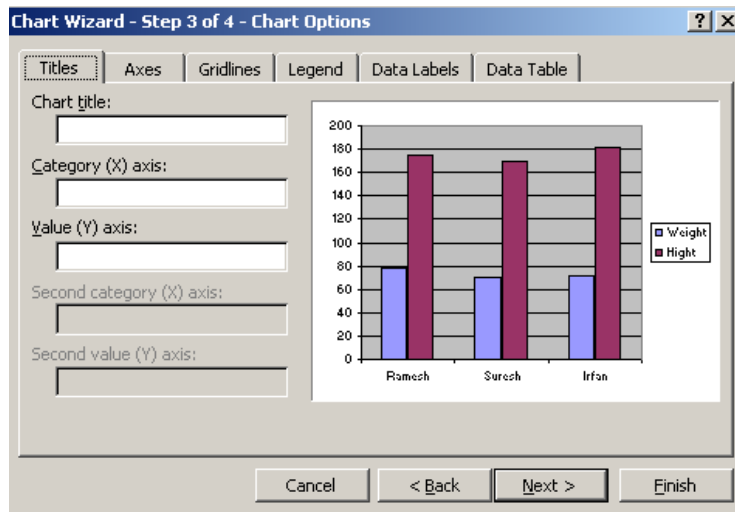 Chart Wizard - Step 3 of 4 - Chart Options
Titles Axes Gridlines Legend Data Labels Data Table
Chart title:
Category (X) axis:
Value (Y) axis:
Second category (X) axis:
Second value (Y) axis:
200
180
160
140
120
100
80
60
40
20
0
Ramesh Suresh Irfan
Weight
Hight
Cancel < Back Next > Finish